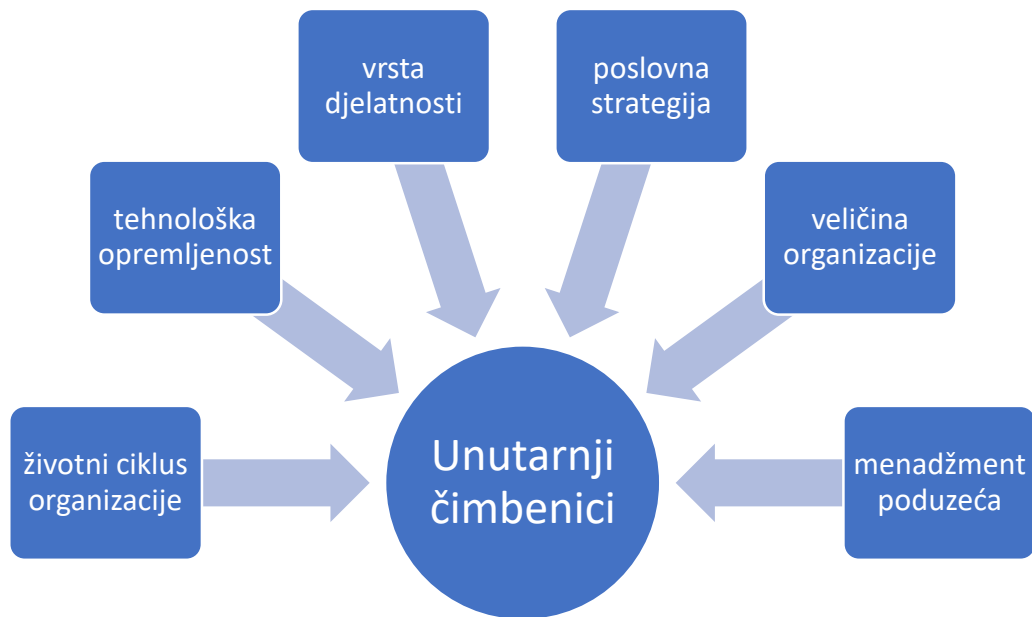 vrsta
djelatnosti
poslovna
strategija
tehnološka
opremljenost
veličina
organizacije
životni ciklus
organizacije
Unutarnji
čimbenici
menadžment
poduzeća